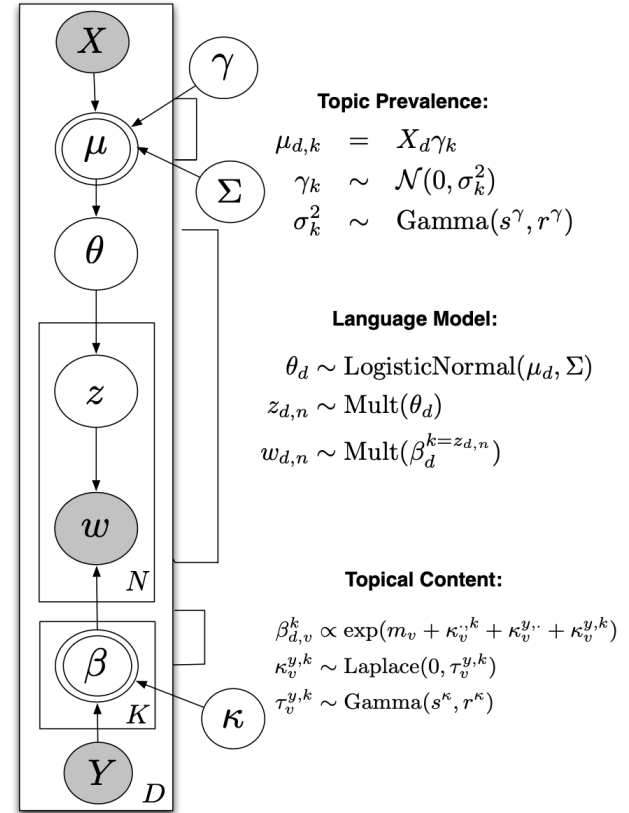 X
γ
μ
Σ
θ
z
w
N
β
K
κ
Y
D
Topic Prevalence:
μ_{d,k} = X_d γ_k
γ_k ∼ 𝒩(0, σ_k^2)
σ_k^2 ∼ Gamma(s^γ, r^γ)
Language Model:
θ_d ∼ LogisticNormal(μ_d, Σ)
z_{d,n} ∼ Mult(θ_d)
w_{d,n} ∼ Mult(β_d^{k=z_{d,n}})
Topical Content:
β_{d,v}^k ∝ exp(m_v + κ_v^{·,k} + κ_v^{y,·} + κ_v^{y,k})
κ_v^{y,k} ∼ Laplace(0, τ_v^{y,k})
τ_v^{y,k} ∼ Gamma(s^κ, r^κ)